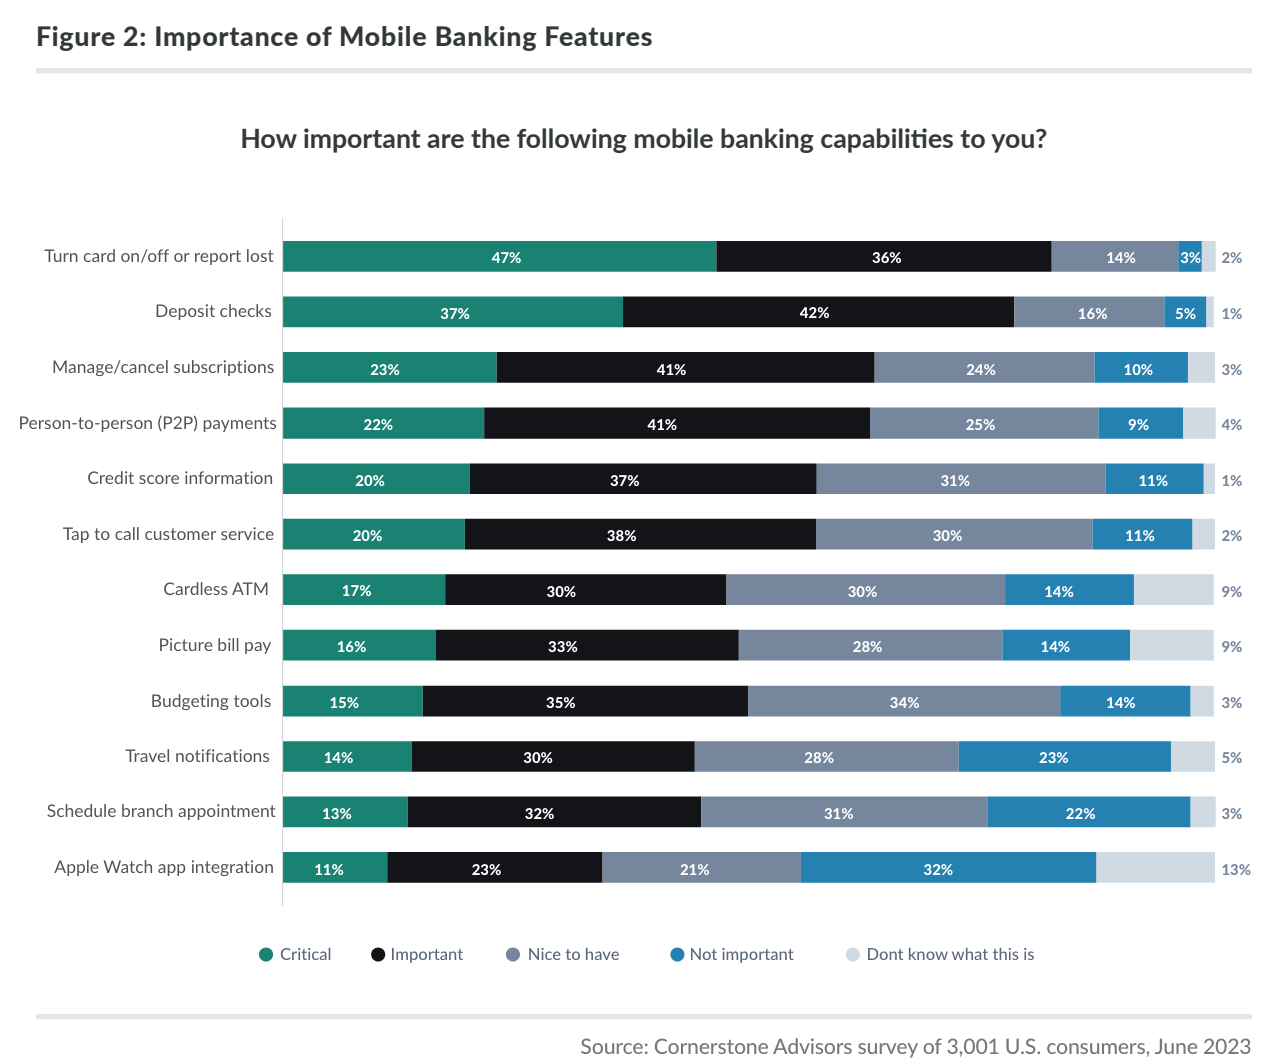 Figure 2: Importance of Mobile Banking Features
How important are the following mobile banking capabilities to you?
Turn card on/off or report lost 47% 36% 14% 3% 2%
Deposit checks 37% 42% 16% 5% 1%
Manage/cancel subscriptions 23% 41% 24% 10% 3%
Person-to-person (P2P) payments 22% 41% 25% 9% 4%
Credit score information 20% 37% 31% 11% 1%
Tap to call customer service 20% 38% 30% 11% 2%
Cardless ATM 17% 30% 30% 14% 9%
Picture bill pay 16% 33% 28% 14% 9%
Budgeting tools 15% 35% 34% 14% 3%
Travel notifications 14% 30% 28% 23% 5%
Schedule branch appointment 13% 32% 31% 22% 3%
Apple Watch app integration 11% 23% 21% 32% 13%
Critical Important Nice to have Not important Dont know what this is
Source: Cornerstone Advisors survey of 3,001 U.S. consumers, June 2023